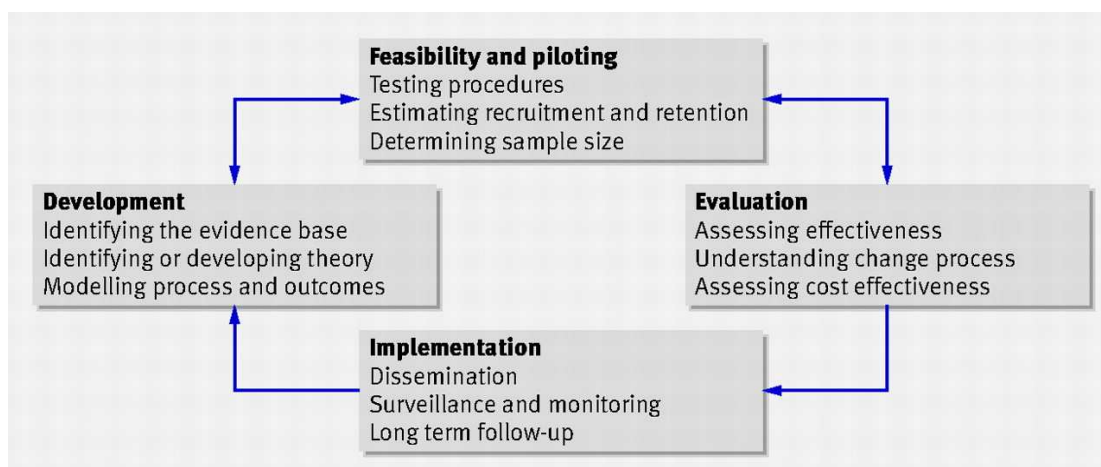 Feasibility and piloting
Testing procedures
Estimating recruitment and retention
Determining sample size
Development
Identifying the evidence base
Identifying or developing theory
Modelling process and outcomes
Evaluation
Assessing effectiveness
Understanding change process
Assessing cost effectiveness
Implementation
Dissemination
Surveillance and monitoring
Long term follow-up